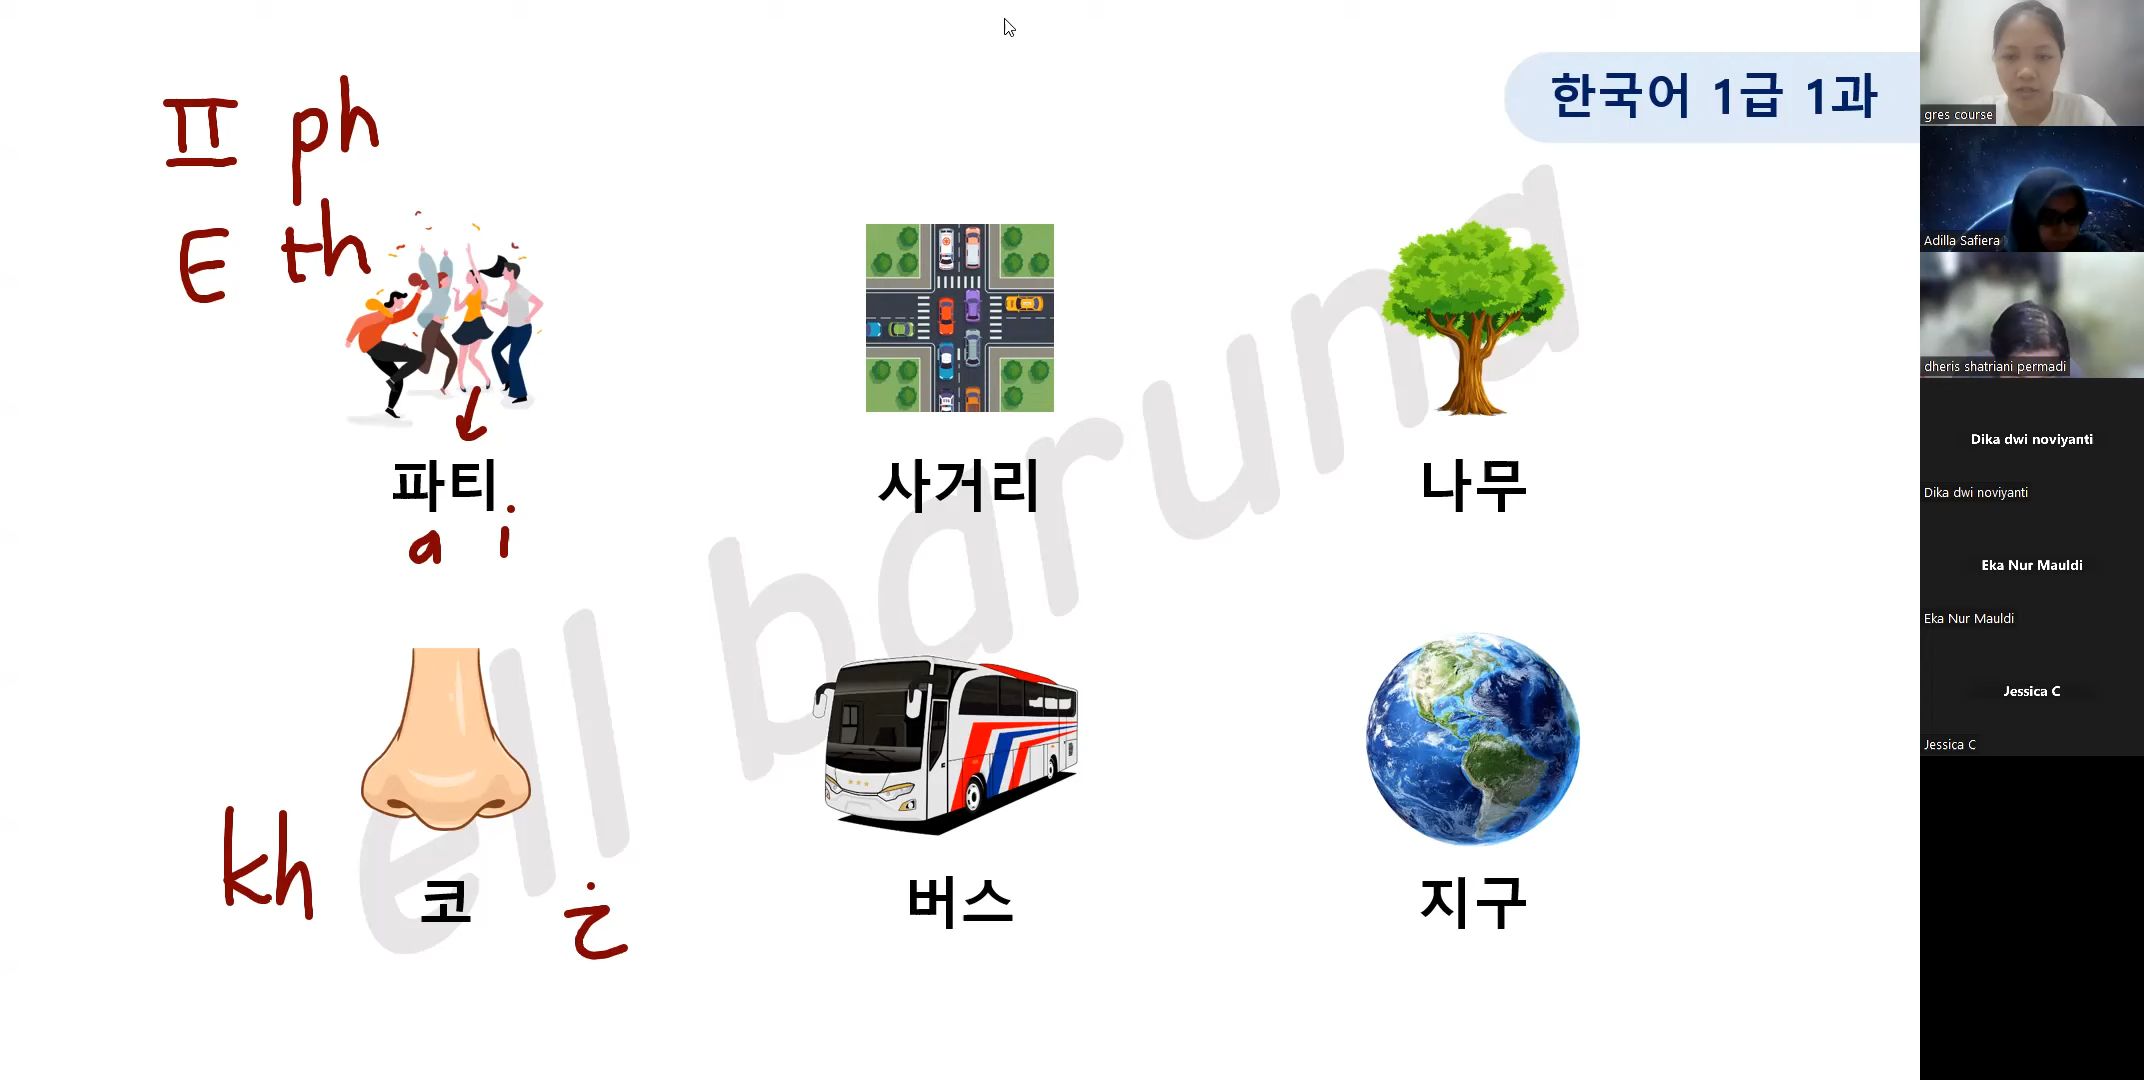 한국어 1급 1과
ㅍ ph
ㅌ th
파티
사거리
나무
a i
kh
코
버스
지구
ell baruna
gres course
Adilla Safiera
dheris shatriani permadi
Dika dwi noviyanti
Dika dwi noviyanti
Eka Nur Mauldi
Eka Nur Mauldi
Jessica C
Jessica C